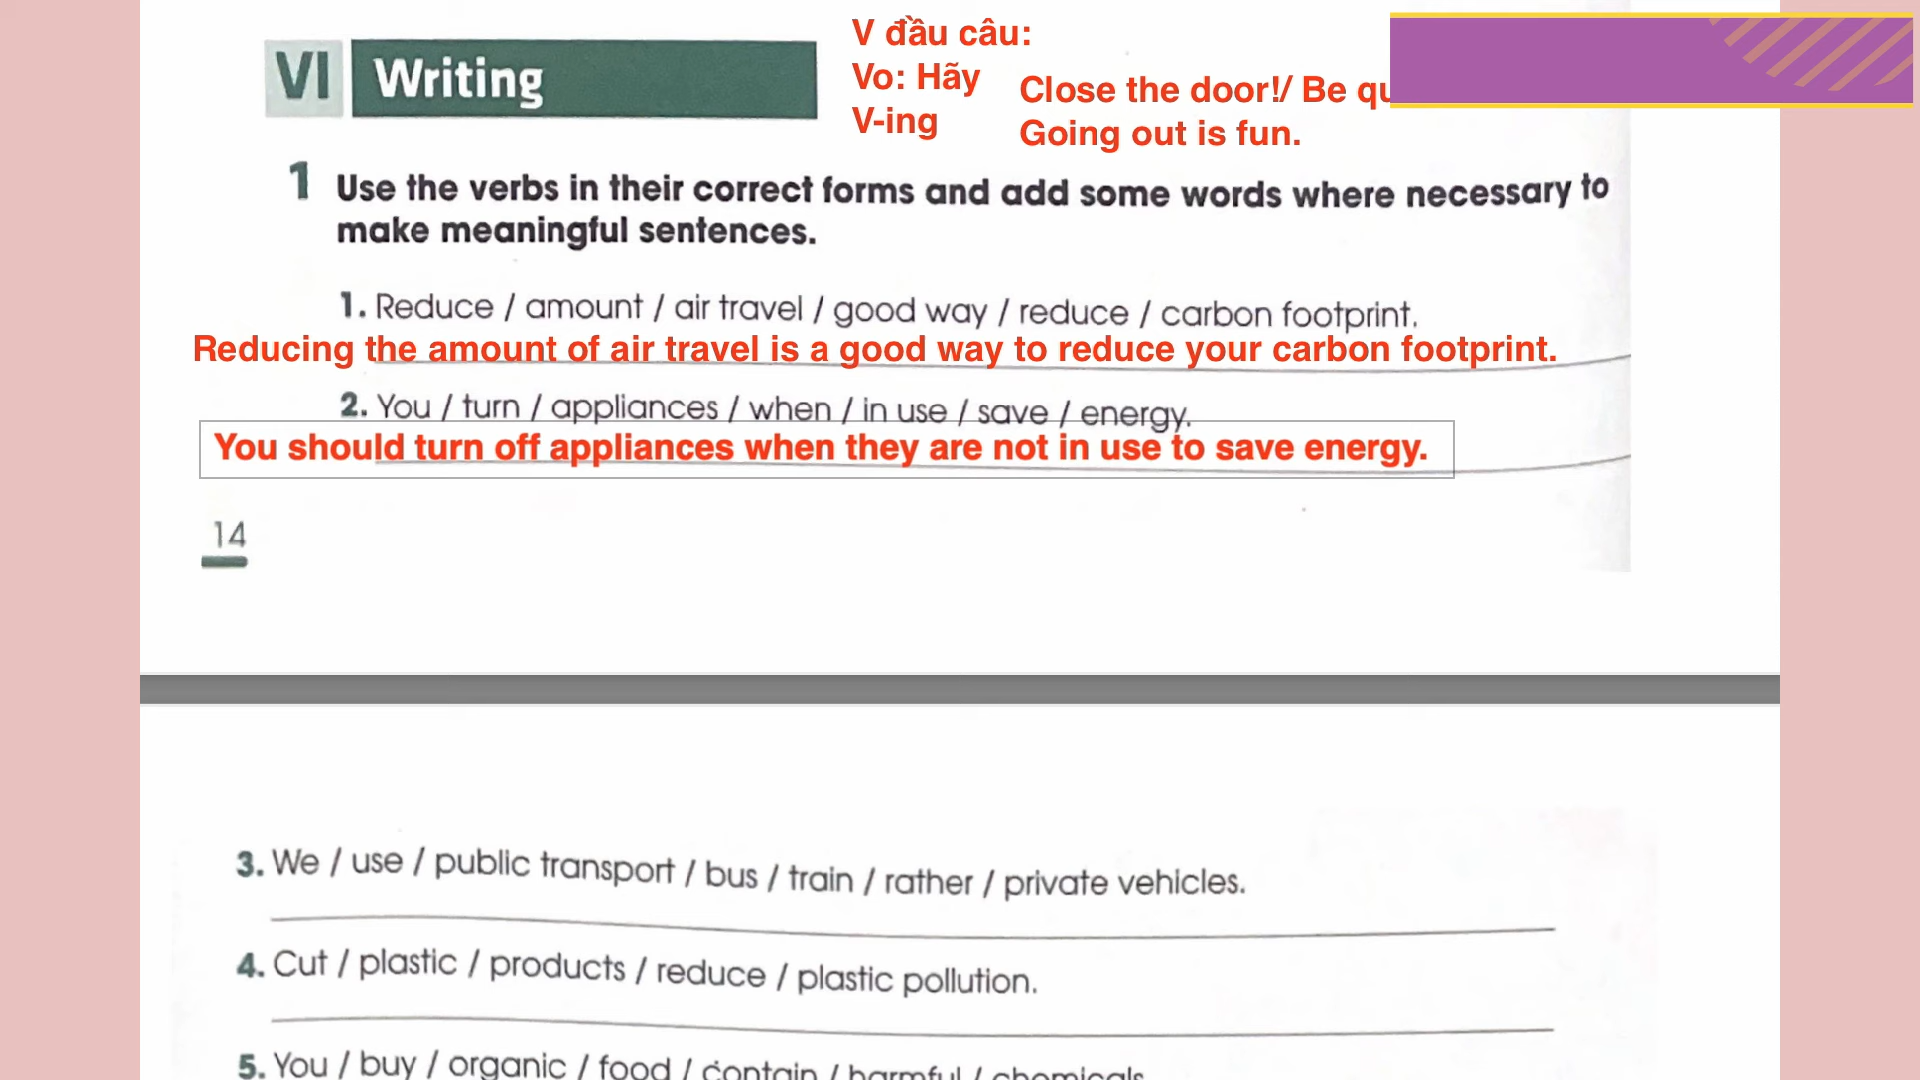 V đầu câu:
Vo: Hãy
V-ing
Close the door!/ Be
Going out is fun.
VI Writing
1 Use the verbs in their correct forms and add some words where necessary to
make meaningful sentences.
1. Reduce / amount / air travel / good way / reduce / carbon footprint.
Reducing the amount of air travel is a good way to reduce your carbon footprint.
2. You / turn / appliances / when / in use / save / energy.
You should turn off appliances when they are not in use to save energy.
14
3. We / use / public transport / bus / train / rather / private vehicles.
4. Cut / plastic / products / reduce / plastic pollution.
5. You / buy / organic / food / contain / harmful / chemicals